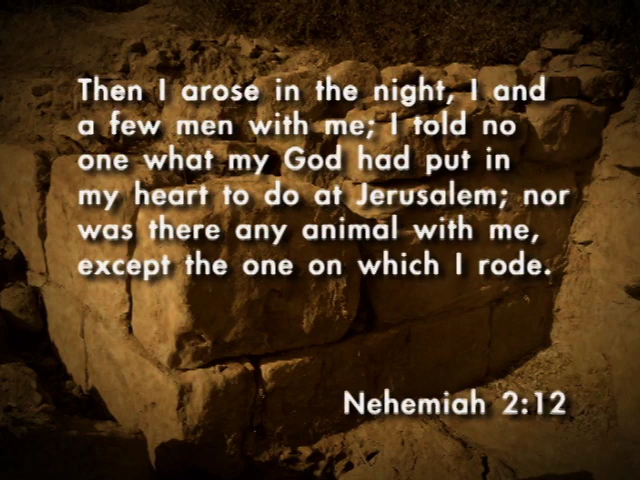 Then I arose in the night, I and
a few men with me; I told no
one what my God had put in
my heart to do at Jerusalem; nor
was there any animal with me,
except the one on which I rode.
Nehemiah 2:12